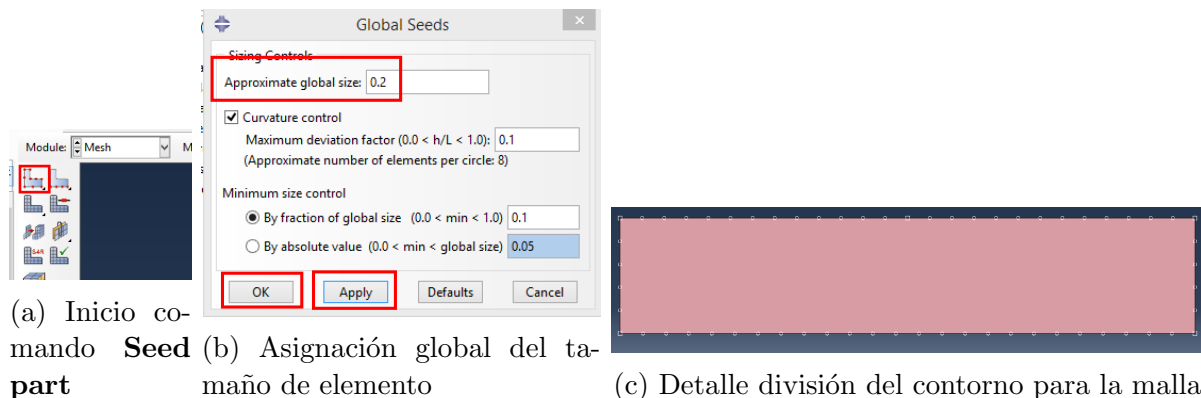 Global Seeds
Sizing Controls
Approximate global size: 0.2
Curvature control
Maximum deviation factor (0.0 < h/L < 1.0): 0.1
(Approximate number of elements per circle: 8)
Minimum size control
By fraction of global size (0.0 < min < 1.0) 0.1
By absolute value (0.0 < min < global size) 0.05
OK Apply Defaults Cancel
Module: Mesh M
(a) Inicio co-
mando Seed
part
(b) Asignación global del ta-
maño de elemento
(c) Detalle división del contorno para la malla